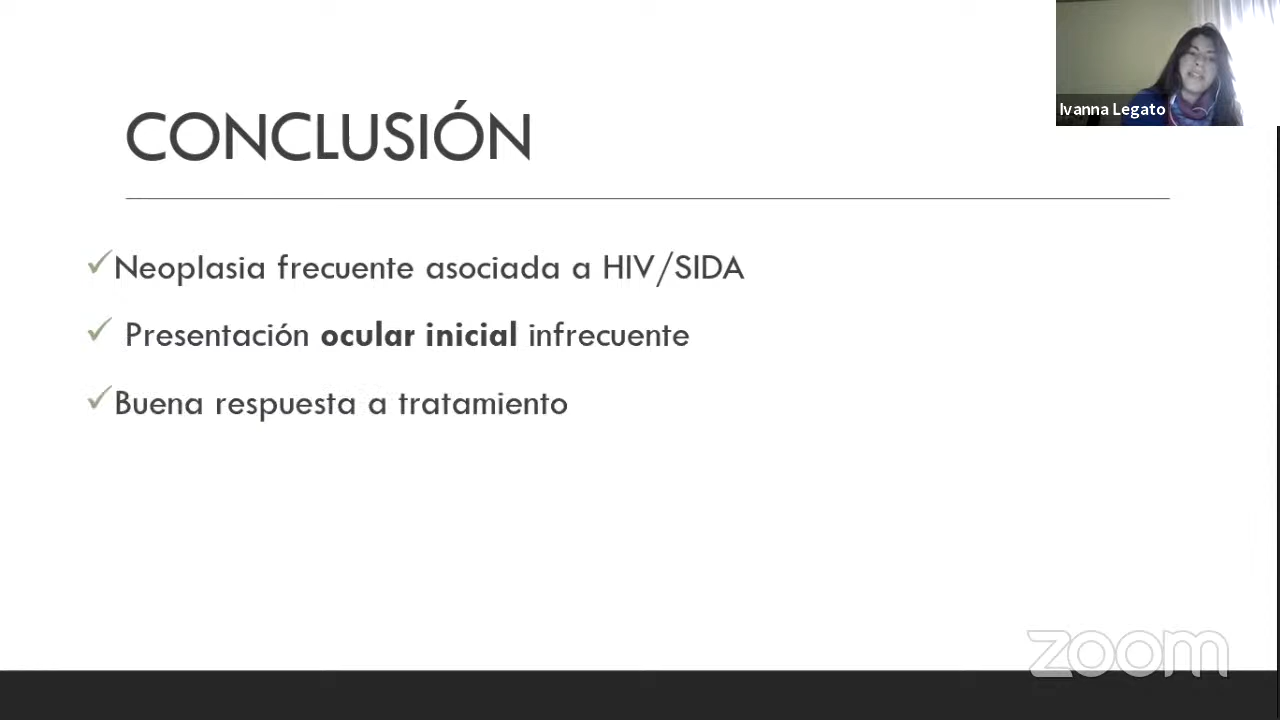 Ivanna Legato
CONCLUSIÓN
Neoplasia frecuente asociada a HIV/SIDA
Presentación ocular inicial infrecuente
Buena respuesta a tratamiento
zoom